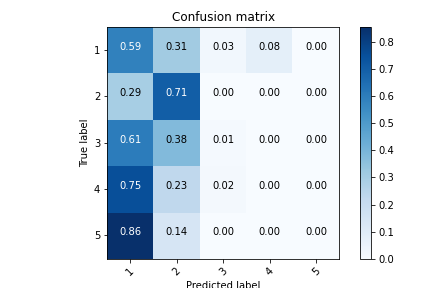 Confusion matrix
1 0.59 0.31 0.03 0.08 0.00
2 0.29 0.71 0.00 0.00 0.00
3 0.61 0.38 0.01 0.00 0.00
4 0.75 0.23 0.02 0.00 0.00
5 0.86 0.14 0.00 0.00 0.00
1 2 3 4 5
True label
Predicted label
0.8
0.7
0.6
0.5
0.4
0.3
0.2
0.1
0.0